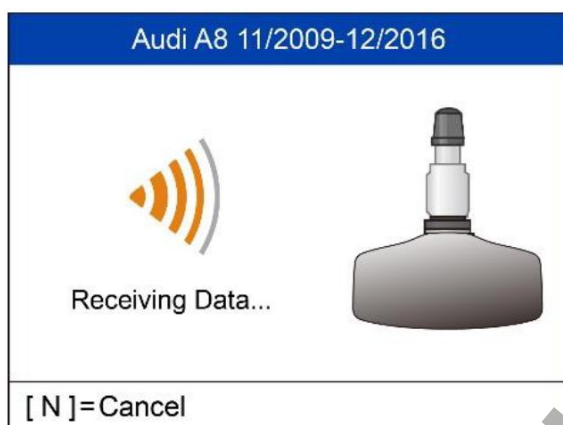 Audi A8 11/2009-12/2016
Receiving Data...
[ N ]=Cancel